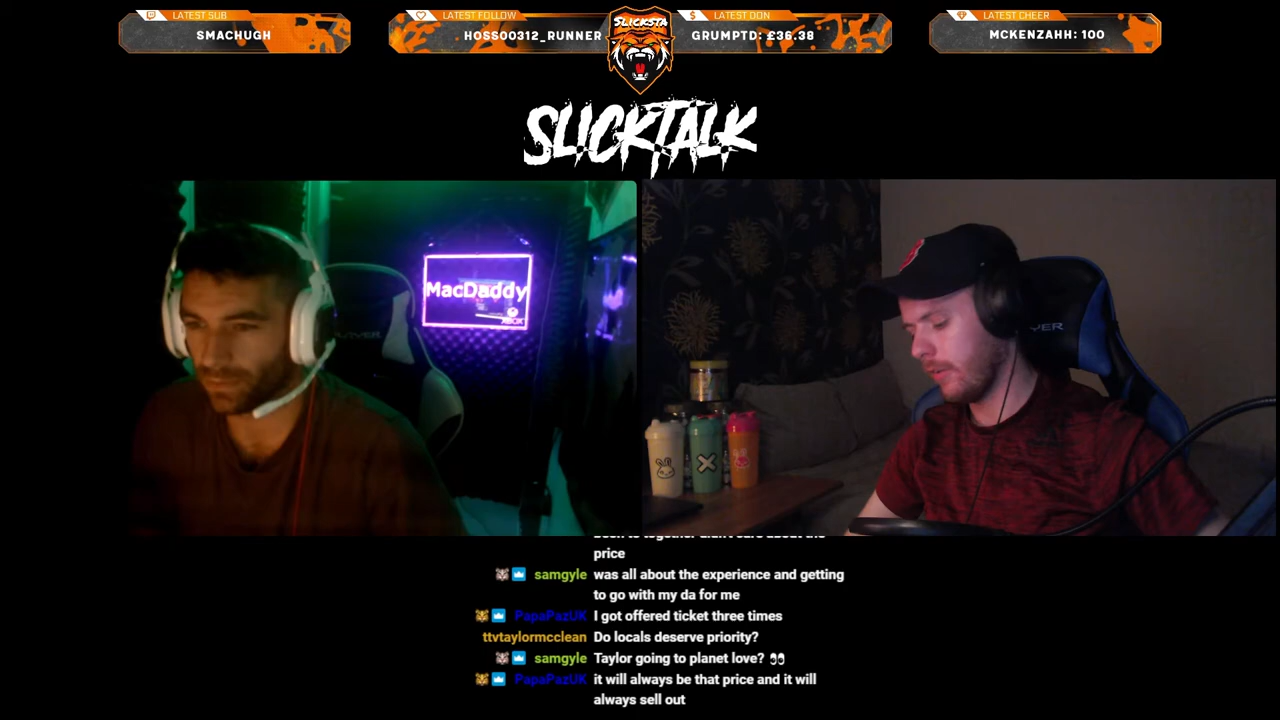 LATEST SUB
SMACHUGH
LATEST FOLLOW
HOSS00312_RUNNER
SLICKSTA
LATEST DON
GRUMPTD: £36.38
LATEST CHEER
MCKENZAHH: 100
SLICKTALK
MacDaddy
XBOX
YER
price
samgyle was all about the experience and getting
to go with my da for me
PapaPazUK I got offered ticket three times
ttvtaylormcclean Do locals deserve priority?
samgyle Taylor going to planet love? 👀
PapaPazUK it will always be that price and it will
always sell out